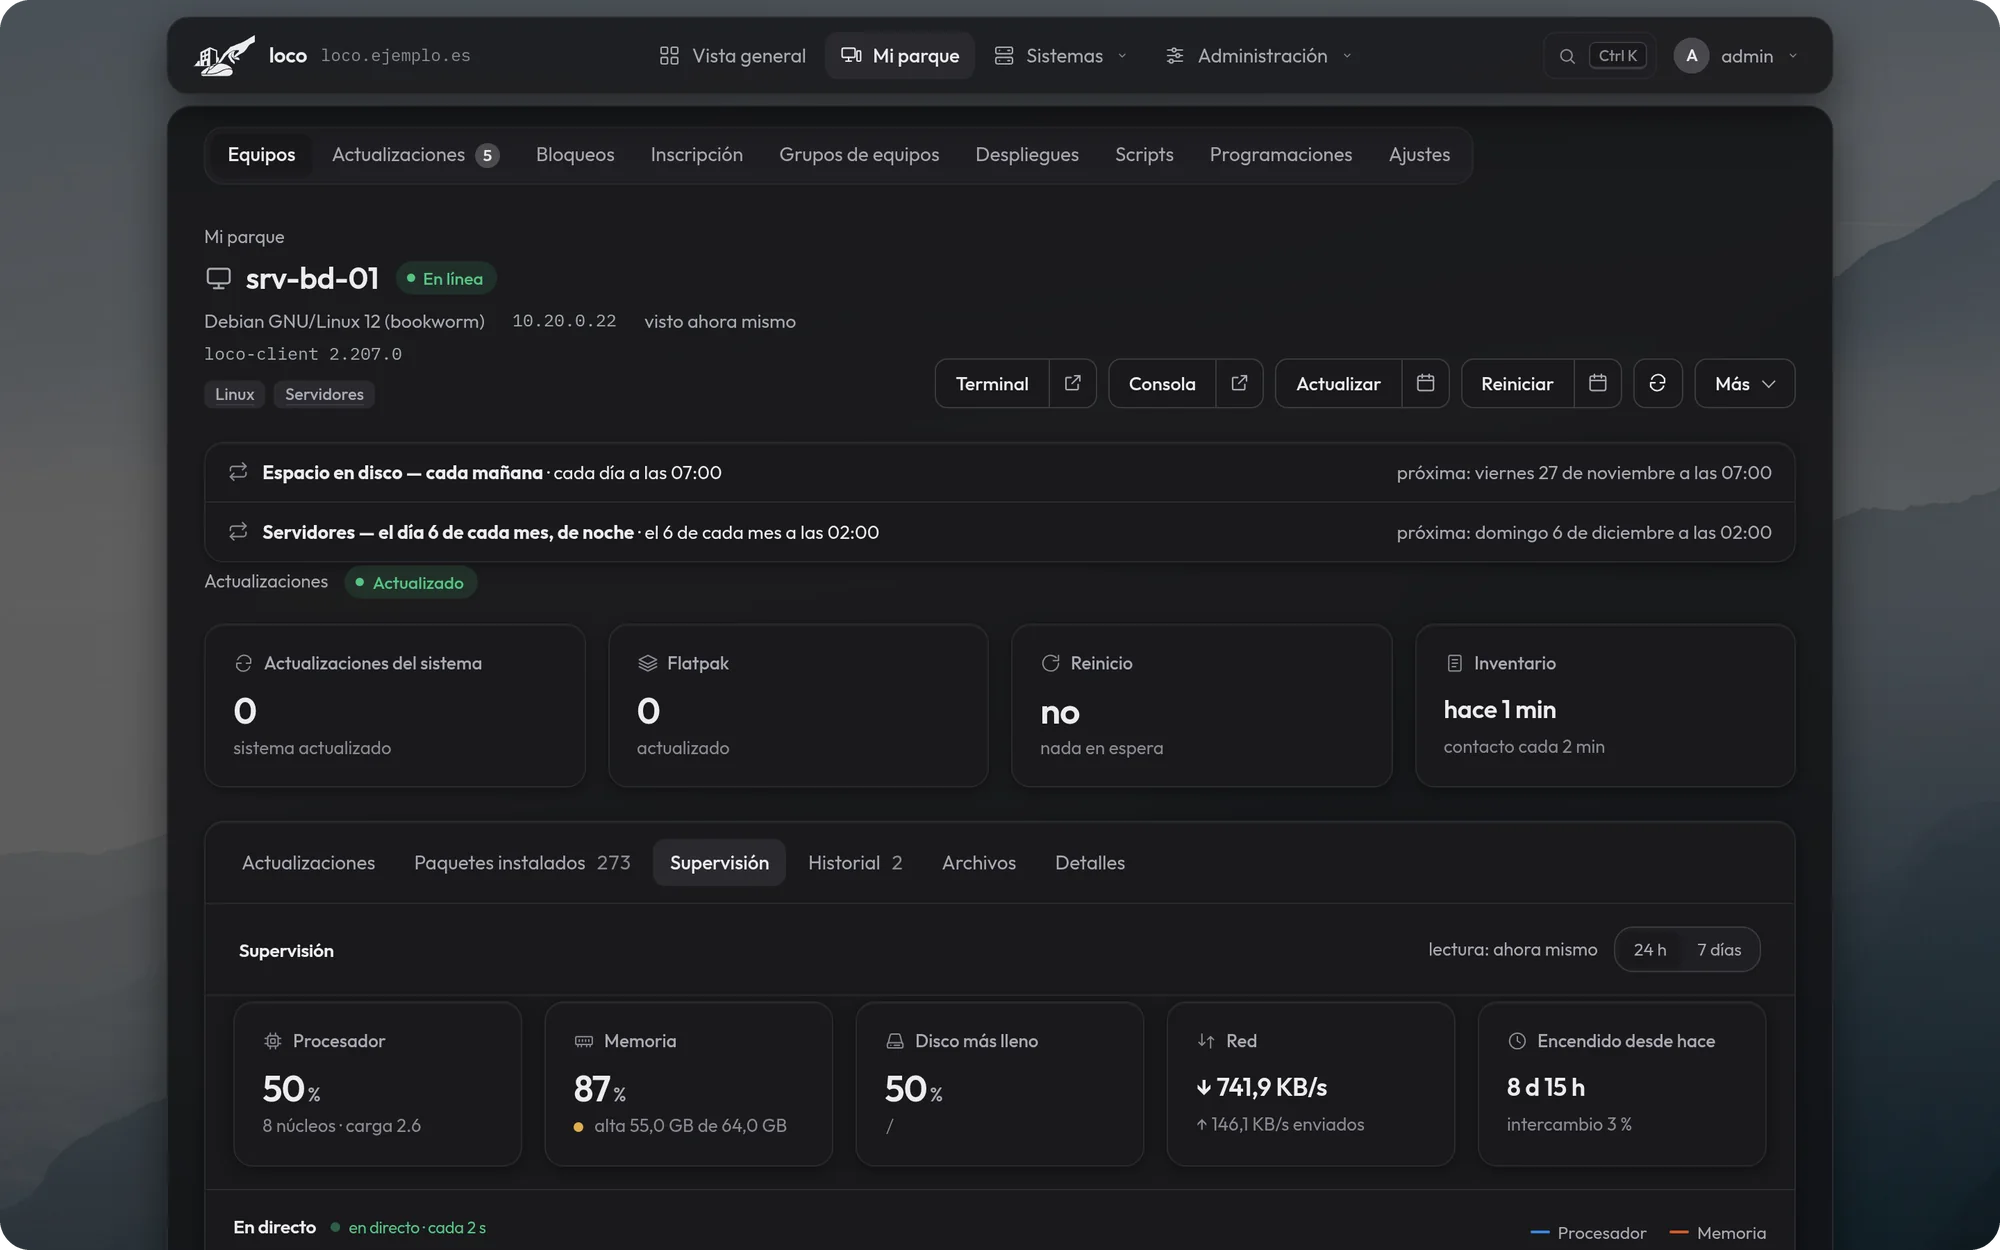 loco loco.ejemplo.es Vista general Mi parque Sistemas Administración Ctrl K A admin
Equipos Actualizaciones 5 Bloqueos Inscripción Grupos de equipos Despliegues Scripts Programaciones Ajustes
Mi parque
srv-bd-01 En línea
Debian GNU/Linux 12 (bookworm) 10.20.0.22 visto ahora mismo
loco-client 2.207.0
Linux Servidores
Terminal Consola Actualizar Reiniciar Más
Espacio en disco — cada mañana · cada día a las 07:00 próxima: viernes 27 de noviembre a las 07:00
Servidores — el día 6 de cada mes, de noche · el 6 de cada mes a las 02:00 próxima: domingo 6 de diciembre a las 02:00
Actualizaciones Actualizado
Actualizaciones del sistema
0
sistema actualizado
Flatpak
0
actualizado
Reinicio
no
nada en espera
Inventario
hace 1 min
contacto cada 2 min
Actualizaciones Paquetes instalados 273 Supervisión Historial 2 Archivos Detalles
Supervisión lectura: ahora mismo 24 h 7 días
Procesador
50 %
8 núcleos · carga 2.6
Memoria
87 %
alta 55,0 GB de 64,0 GB
Disco más lleno
50 %
/
Red
↓ 741,9 KB/s
↑ 146,1 KB/s enviados
Encendido desde hace
8 d 15 h
intercambio 3 %
En directo en directo · cada 2 s Procesador Memoria